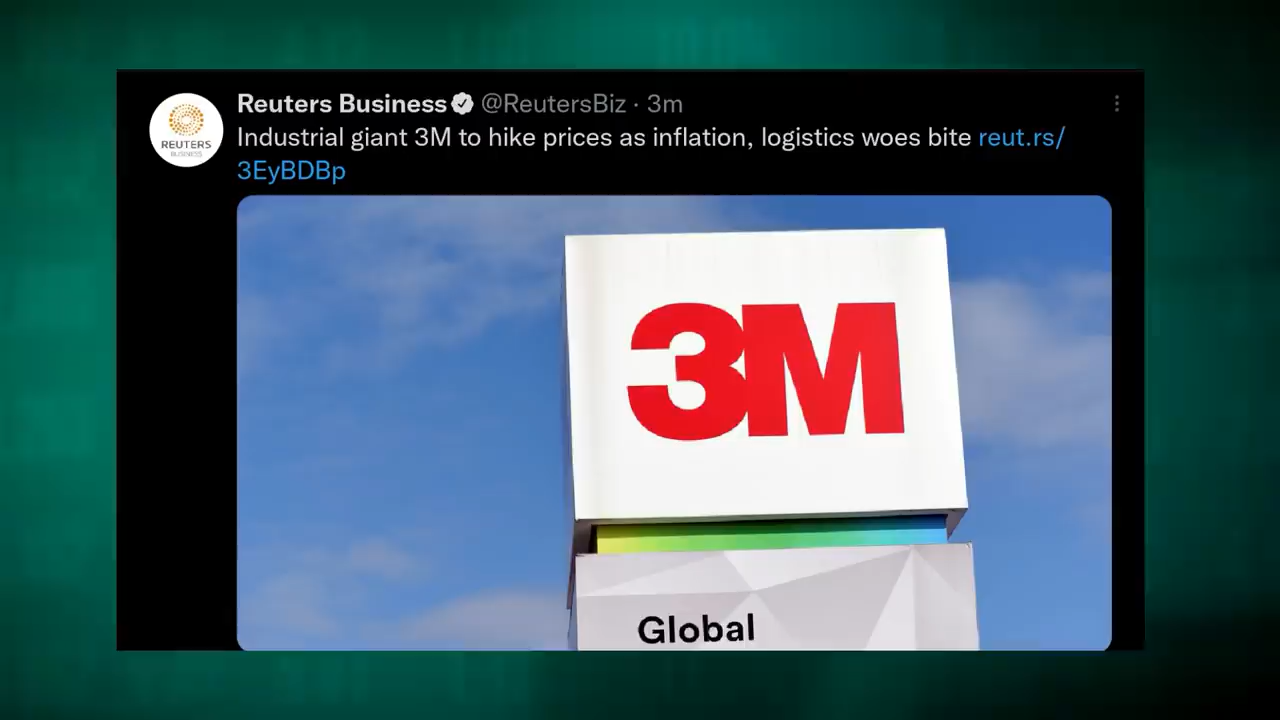 Reuters Business @ReutersBiz · 3m
Industrial giant 3M to hike prices as inflation, logistics woes bite reut.rs/
3EyBDBp
REUTERS
BUSINESS
3M
Global